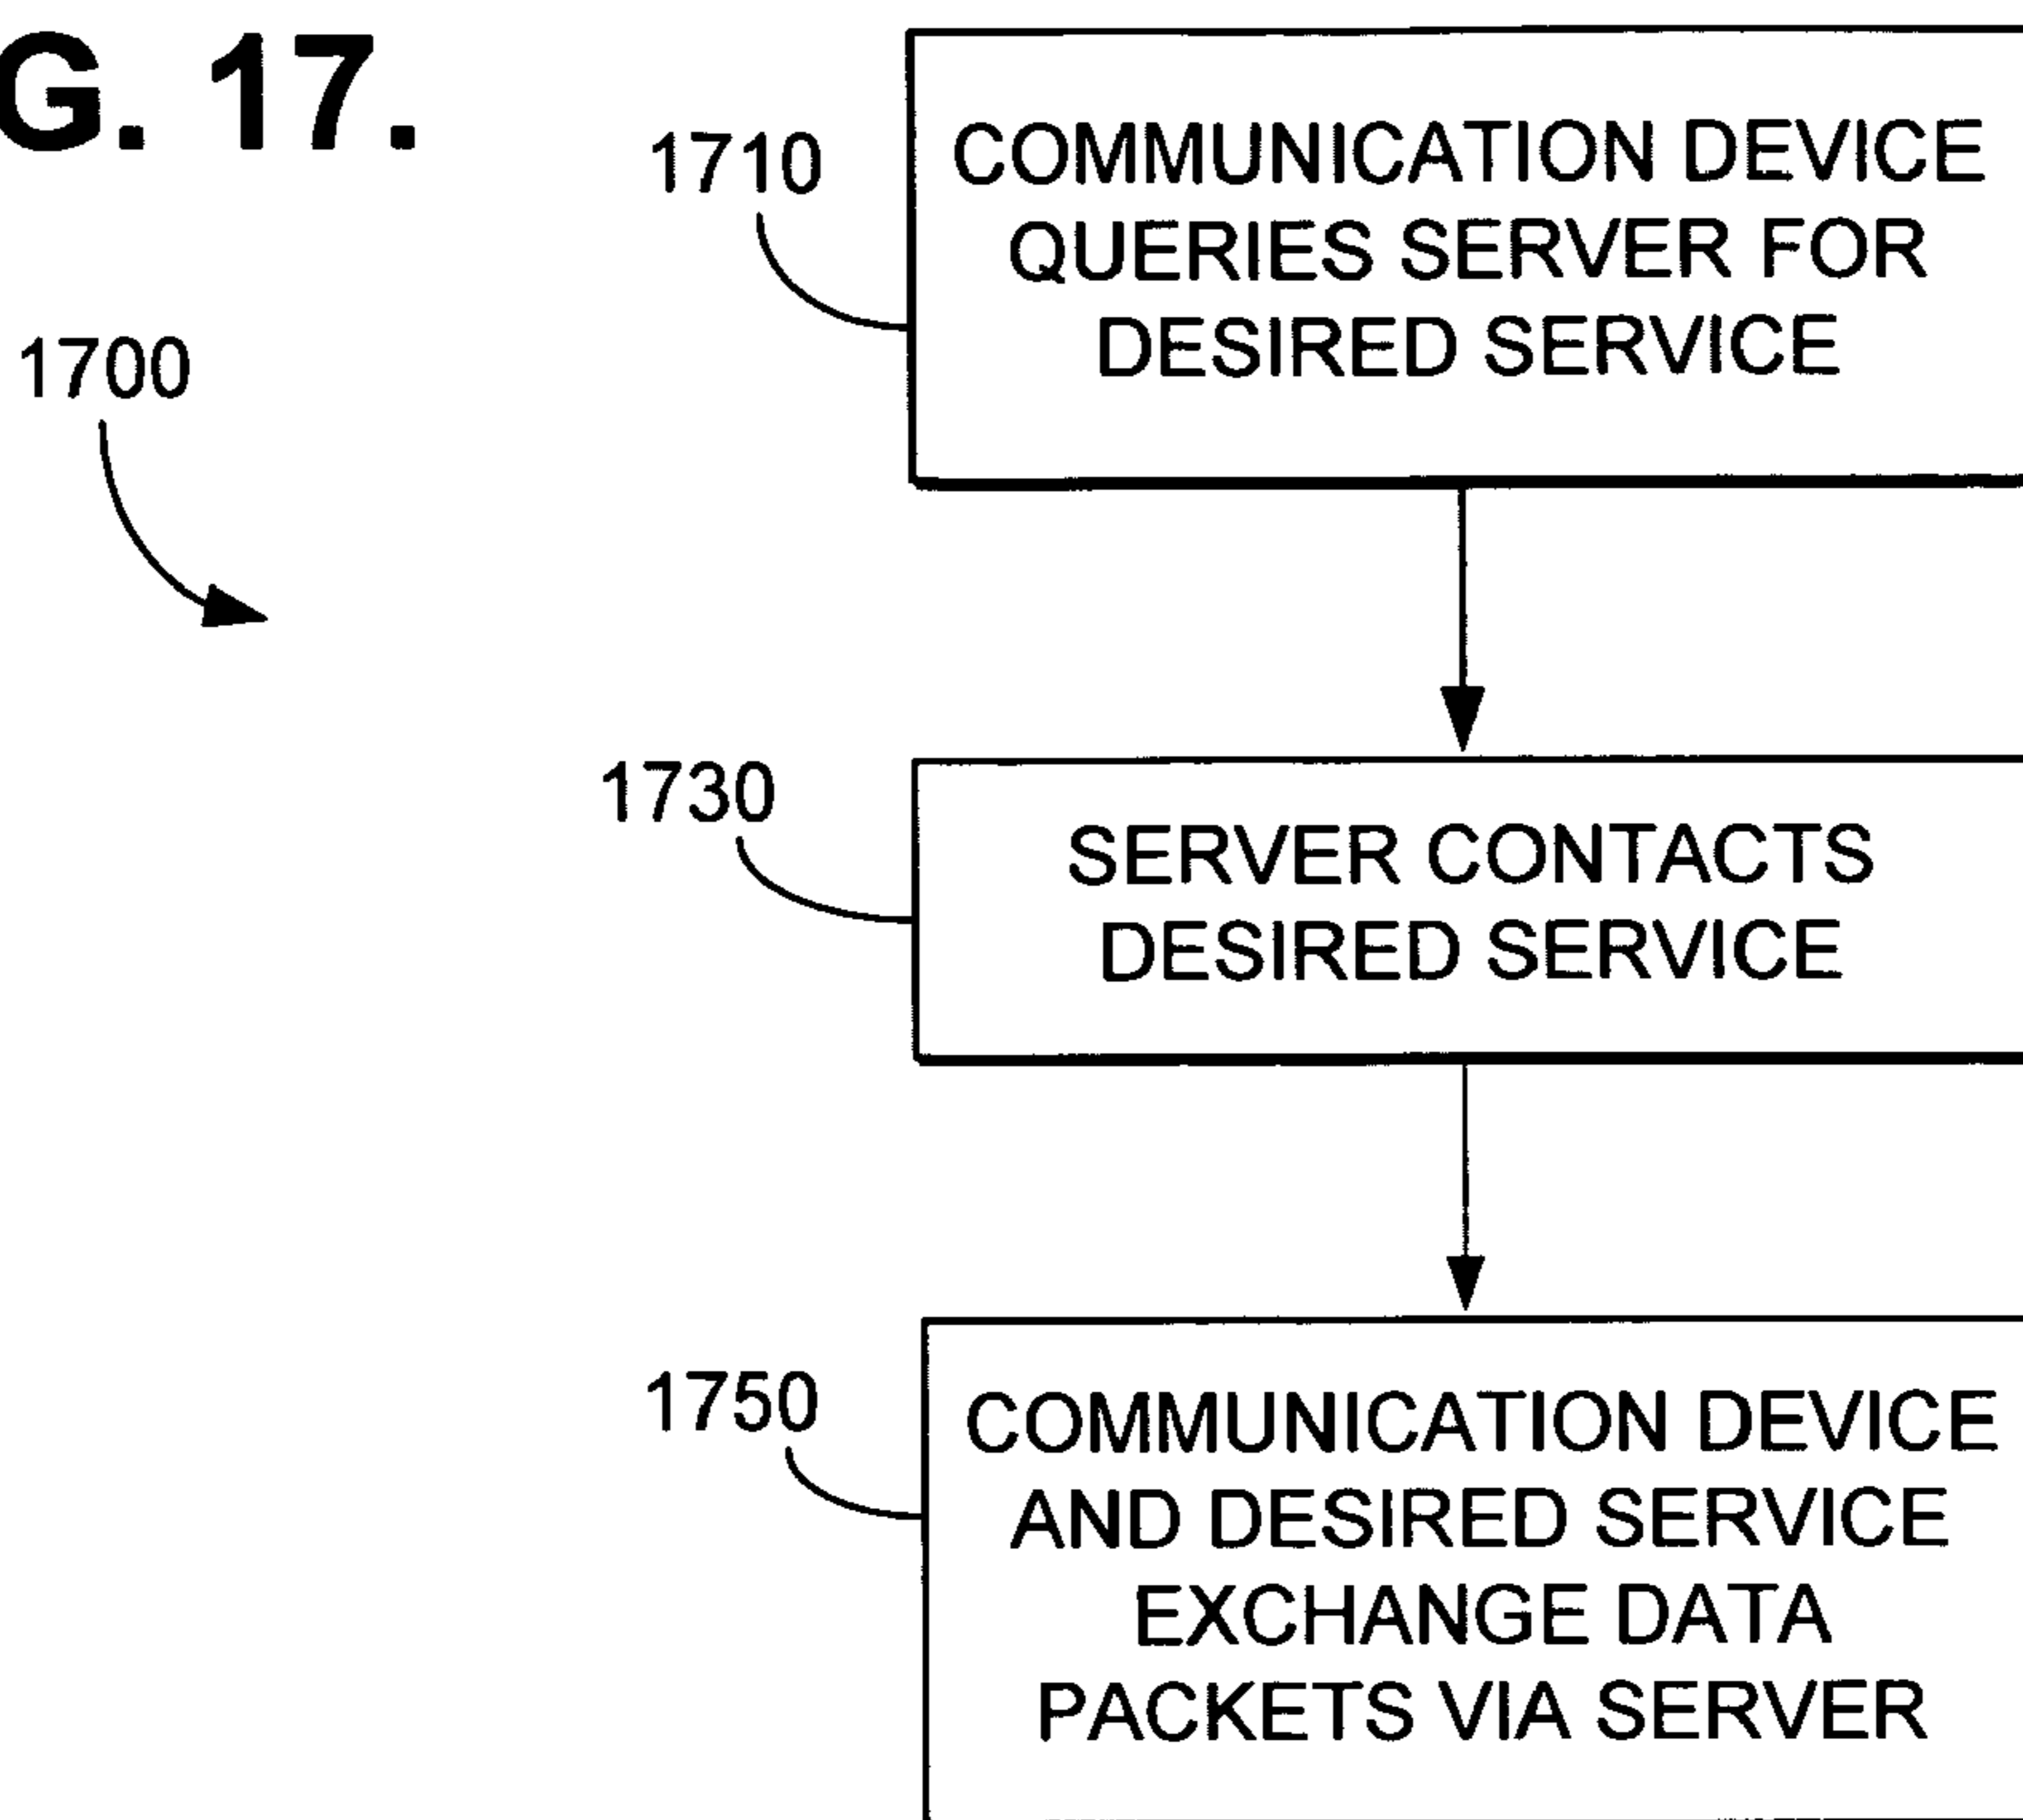 G. 17.
1710
COMMUNICATION DEVICE
QUERIES SERVER FOR
DESIRED SERVICE
1700
1730
SERVER CONTACTS
DESIRED SERVICE
1750
COMMUNICATION DEVICE
AND DESIRED SERVICE
EXCHANGE DATA
PACKETS VIA SERVER